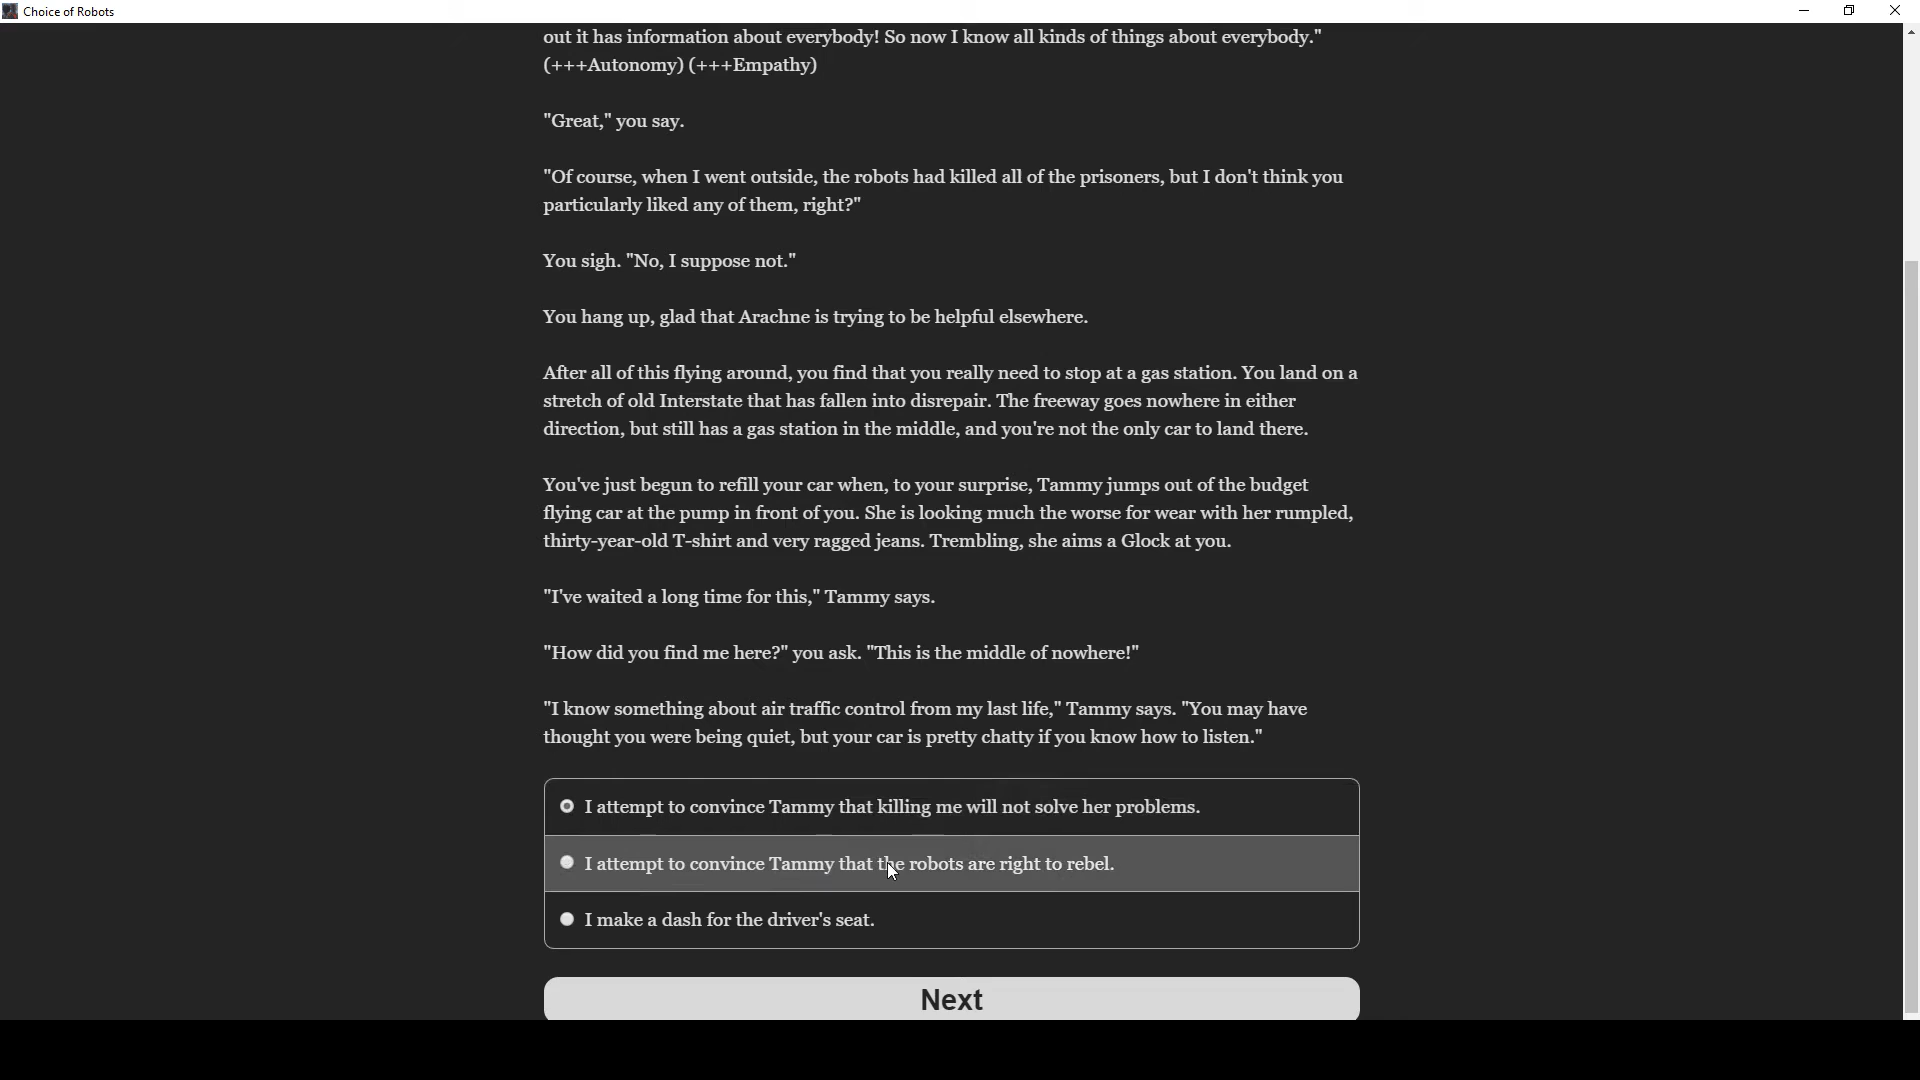 Choice of Robots
out it has information about everybody! So now I know all kinds of things about everybody."
(+++Autonomy) (+++Empathy)
"Great," you say.
"Of course, when I went outside, the robots had killed all of the prisoners, but I don't think you
particularly liked any of them, right?"
You sigh. "No, I suppose not."
You hang up, glad that Arachne is trying to be helpful elsewhere.
After all of this flying around, you find that you really need to stop at a gas station. You land on a
stretch of old Interstate that has fallen into disrepair. The freeway goes nowhere in either
direction, but still has a gas station in the middle, and you're not the only car to land there.
You've just begun to refill your car when, to your surprise, Tammy jumps out of the budget
flying car at the pump in front of you. She is looking much the worse for wear with her rumpled,
thirty-year-old T-shirt and very ragged jeans. Trembling, she aims a Glock at you.
"I've waited a long time for this," Tammy says.
"How did you find me here?" you ask. "This is the middle of nowhere!"
"I know something about air traffic control from my last life," Tammy says. "You may have
thought you were being quiet, but your car is pretty chatty if you know how to listen."
I attempt to convince Tammy that killing me will not solve her problems.
I attempt to convince Tammy that the robots are right to rebel.
I make a dash for the driver's seat.
Next